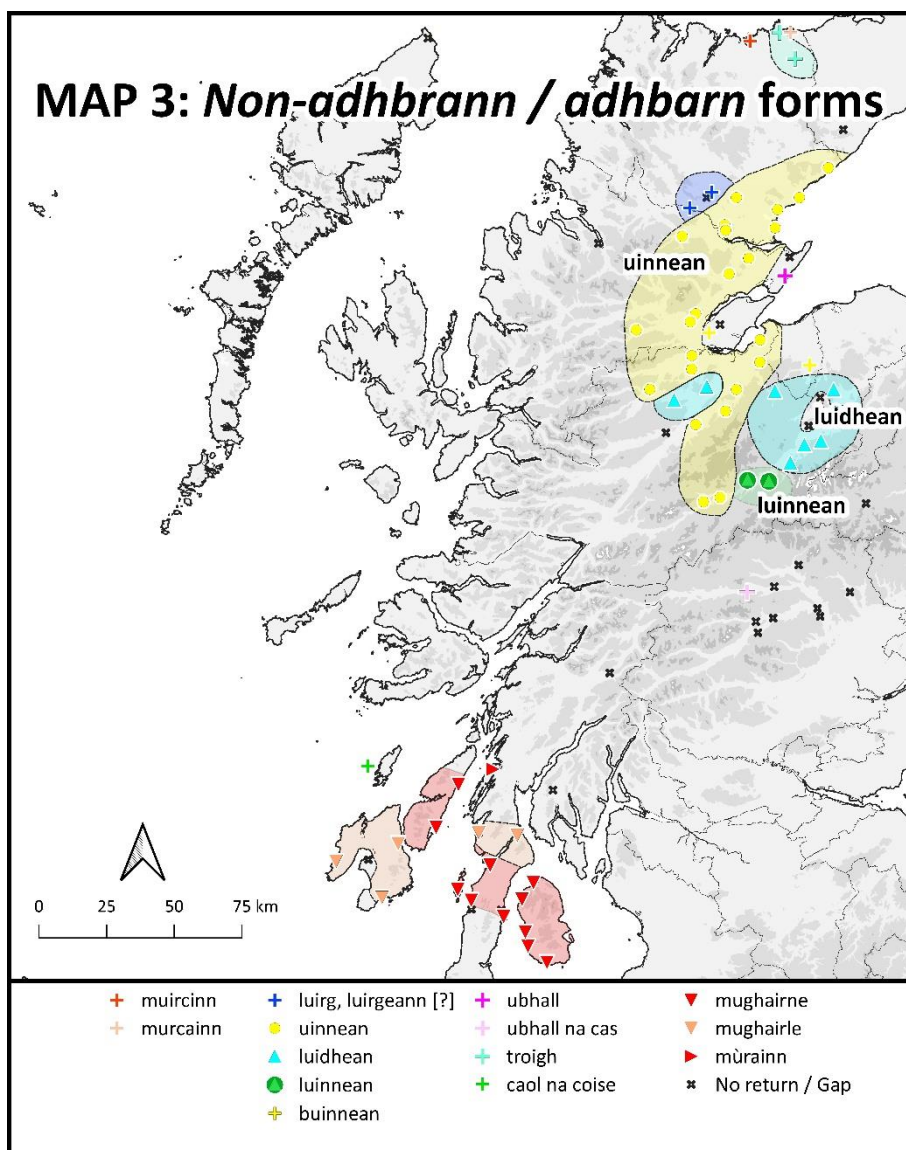 MAP 3: Non-adhbrann / adhbarn forms
uinnean
luidhean
luinnean
0 25 50 75 km
muircinn
murcainn
luirg, luirgeann [?]
uinnean
luidhean
luinnean
buinnean
ubhall
ubhall na cas
troigh
caol na coise
mughairne
mughairle
mùrainn
No return / Gap